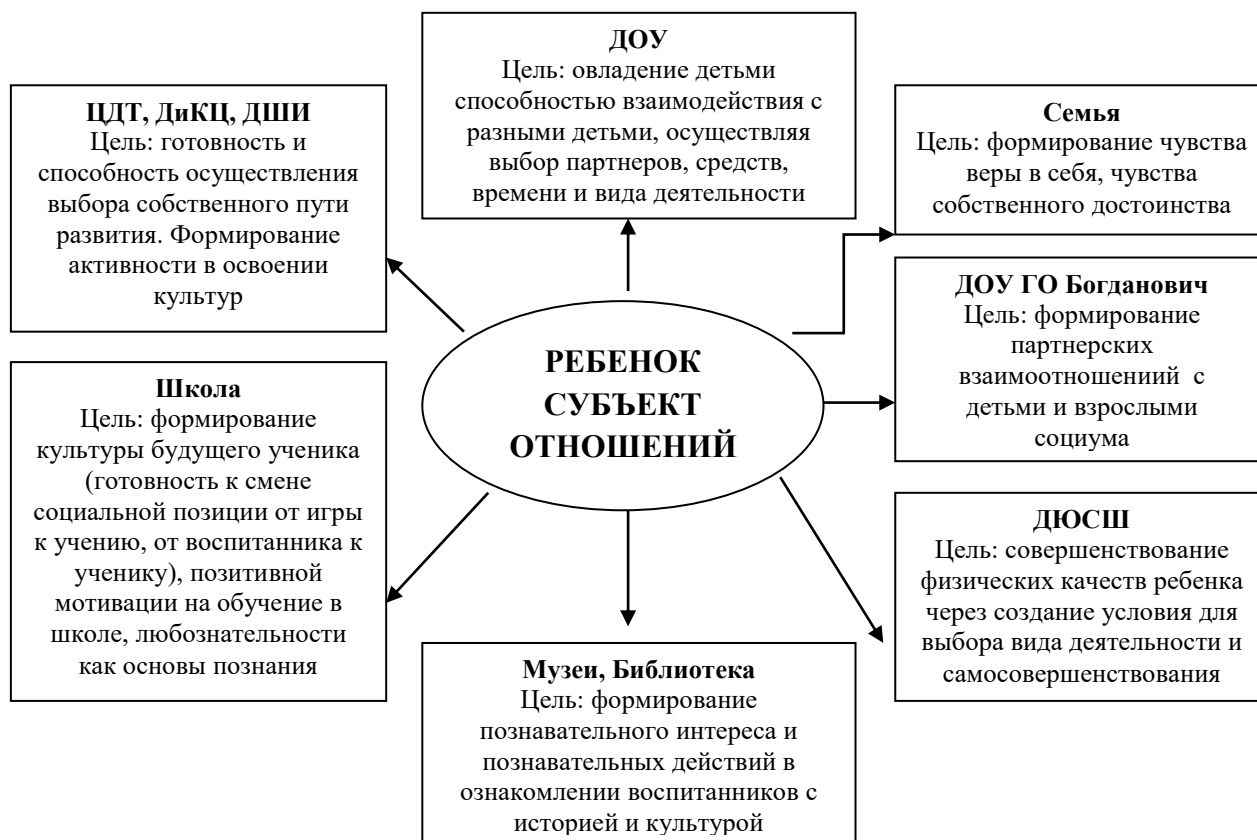 ДОУ
Цель: овладение детьми
способностью взаимодействия с
разными детьми, осуществляя
выбор партнеров, средств,
времени и вида деятельности
ЦДТ, ДиКЦ, ДШИ
Цель: готовность и
способность осуществления
выбора собственного пути
развития. Формирование
активности в освоении
культур
Семья
Цель: формирование чувства
веры в себя, чувства
собственного достоинства
ДОУ ГО Богданович
Цель: формирование
партнерских
взаимоотношениий с
детьми и взрослыми
социума
РЕБЕНОК
СУБЪЕКТ
ОТНОШЕНИЙ
Школа
Цель: формирование
культуры будущего ученика
(готовность к смене
социальной позиции от игры
к учению, от воспитанника к
ученику), позитивной
мотивации на обучение в
школе, любознательности
как основы познания
ДЮСШ
Цель: совершенствование
физических качеств ребенка
через создание условия для
выбора вида деятельности и
самосовершенствования
Музеи, Библиотека
Цель: формирование
познавательного интереса и
познавательных действий в
ознакомлении воспитанников с
историей и культурой